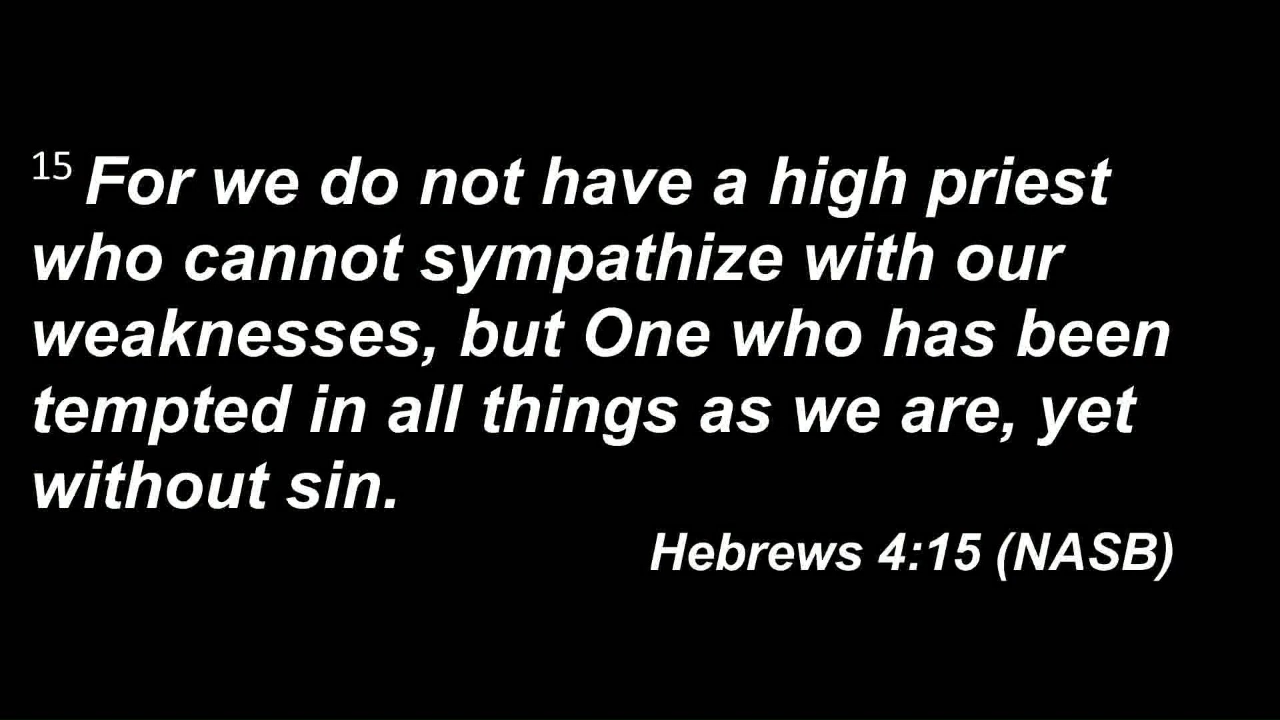 15 For we do not have a high priest
who cannot sympathize with our
weaknesses, but One who has been
tempted in all things as we are, yet
without sin.
Hebrews 4:15 (NASB)